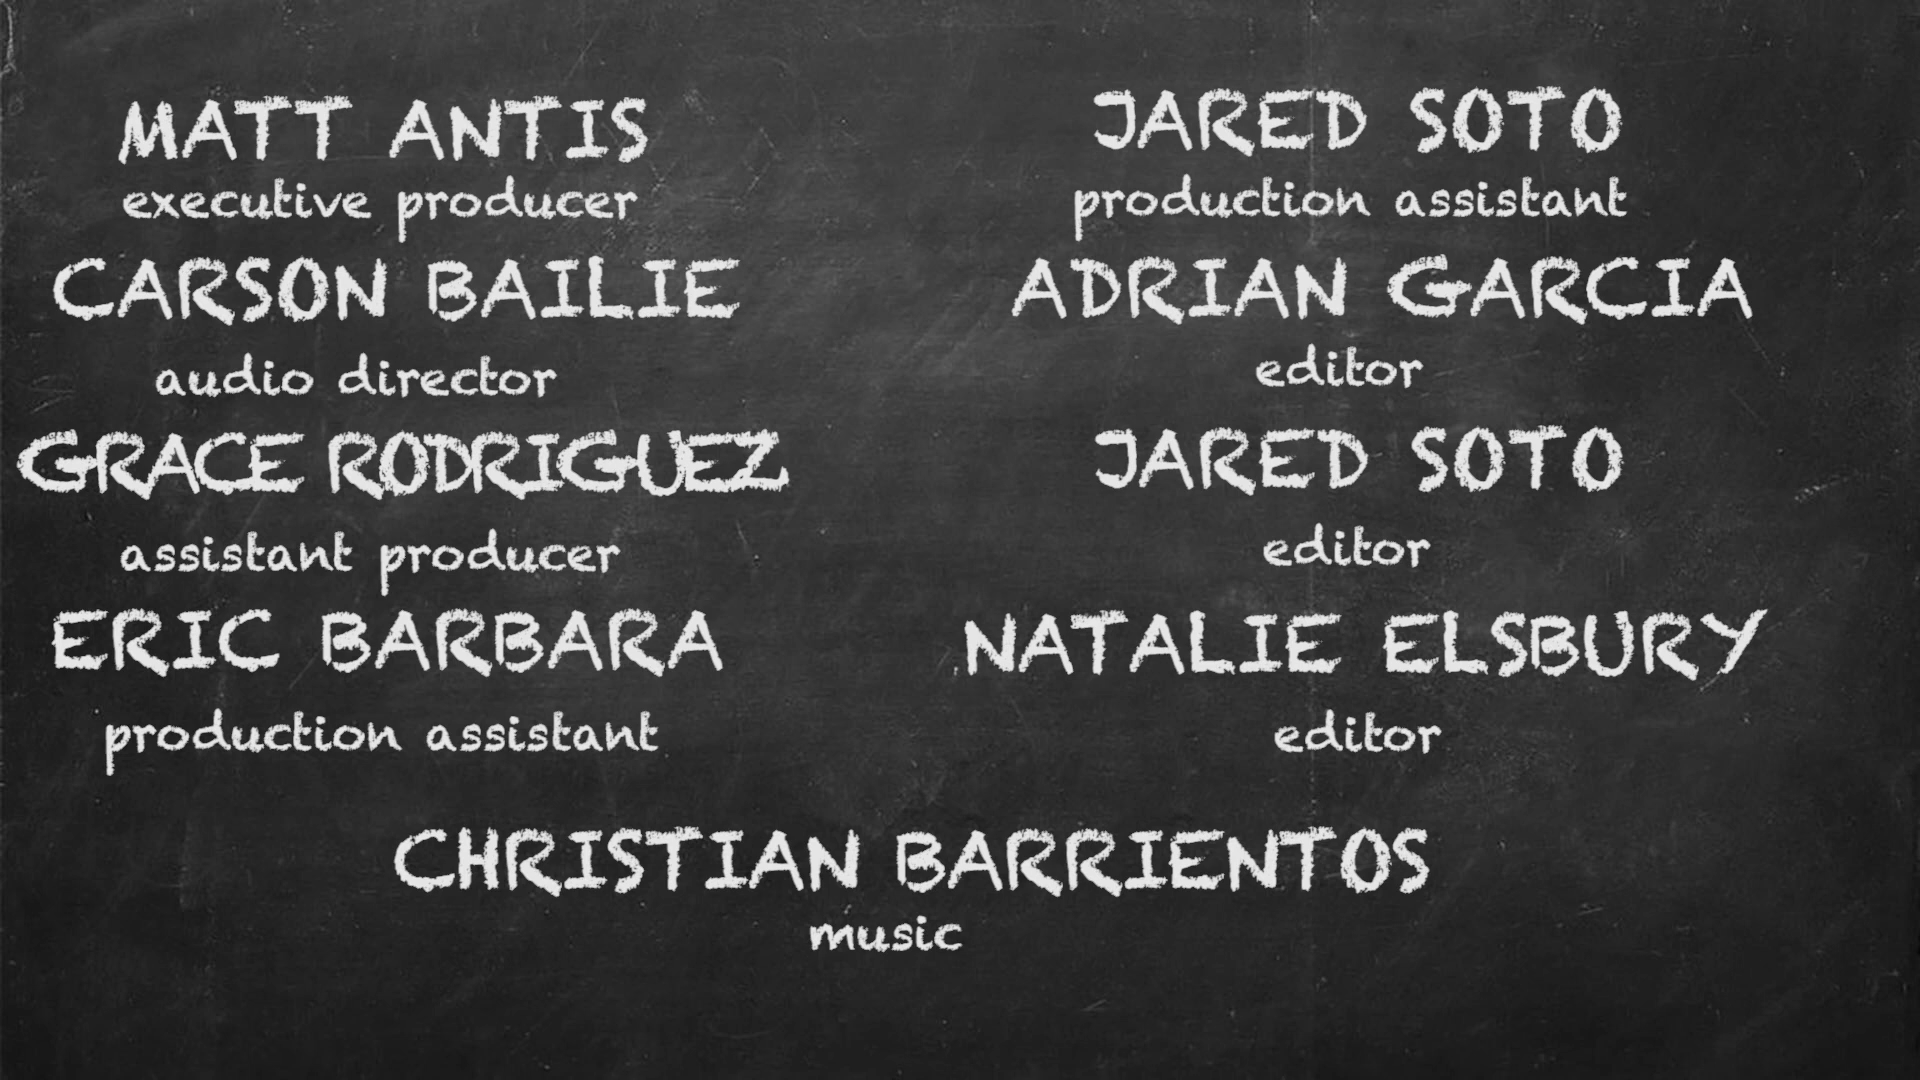 MATT ANTIS
executive producer
CARSON BAILIE
audio director
GRACE RODRIGUEZ
assistant producer
ERIC BARBARA
production assistant
JARED SOTO
production assistant
ADRIAN GARCIA
editor
JARED SOTO
editor
NATALIE ELSBURY
editor
CHRISTIAN BARRIENTOS
music